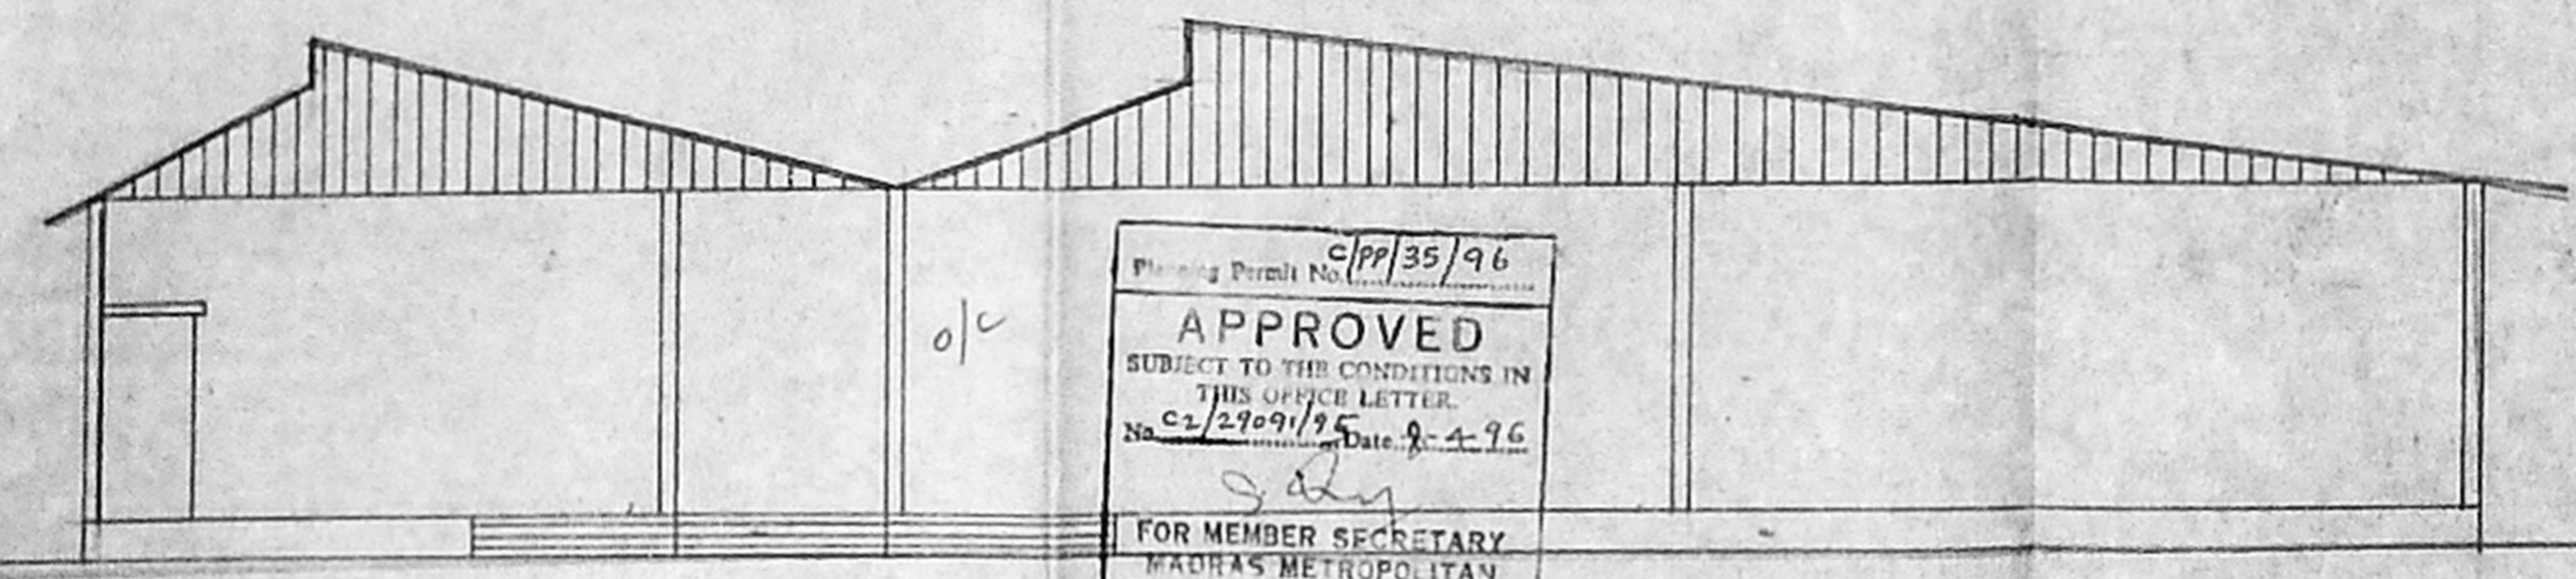 o/c
Planning Permit No. C/PP/35/96
APPROVED
SUBJECT TO THE CONDITIONS IN
THIS OFFICE LETTER.
No. C2/29091/95 Date. 9-4-96
FOR MEMBER SECRETARY
MADRAS METROPOLITAN